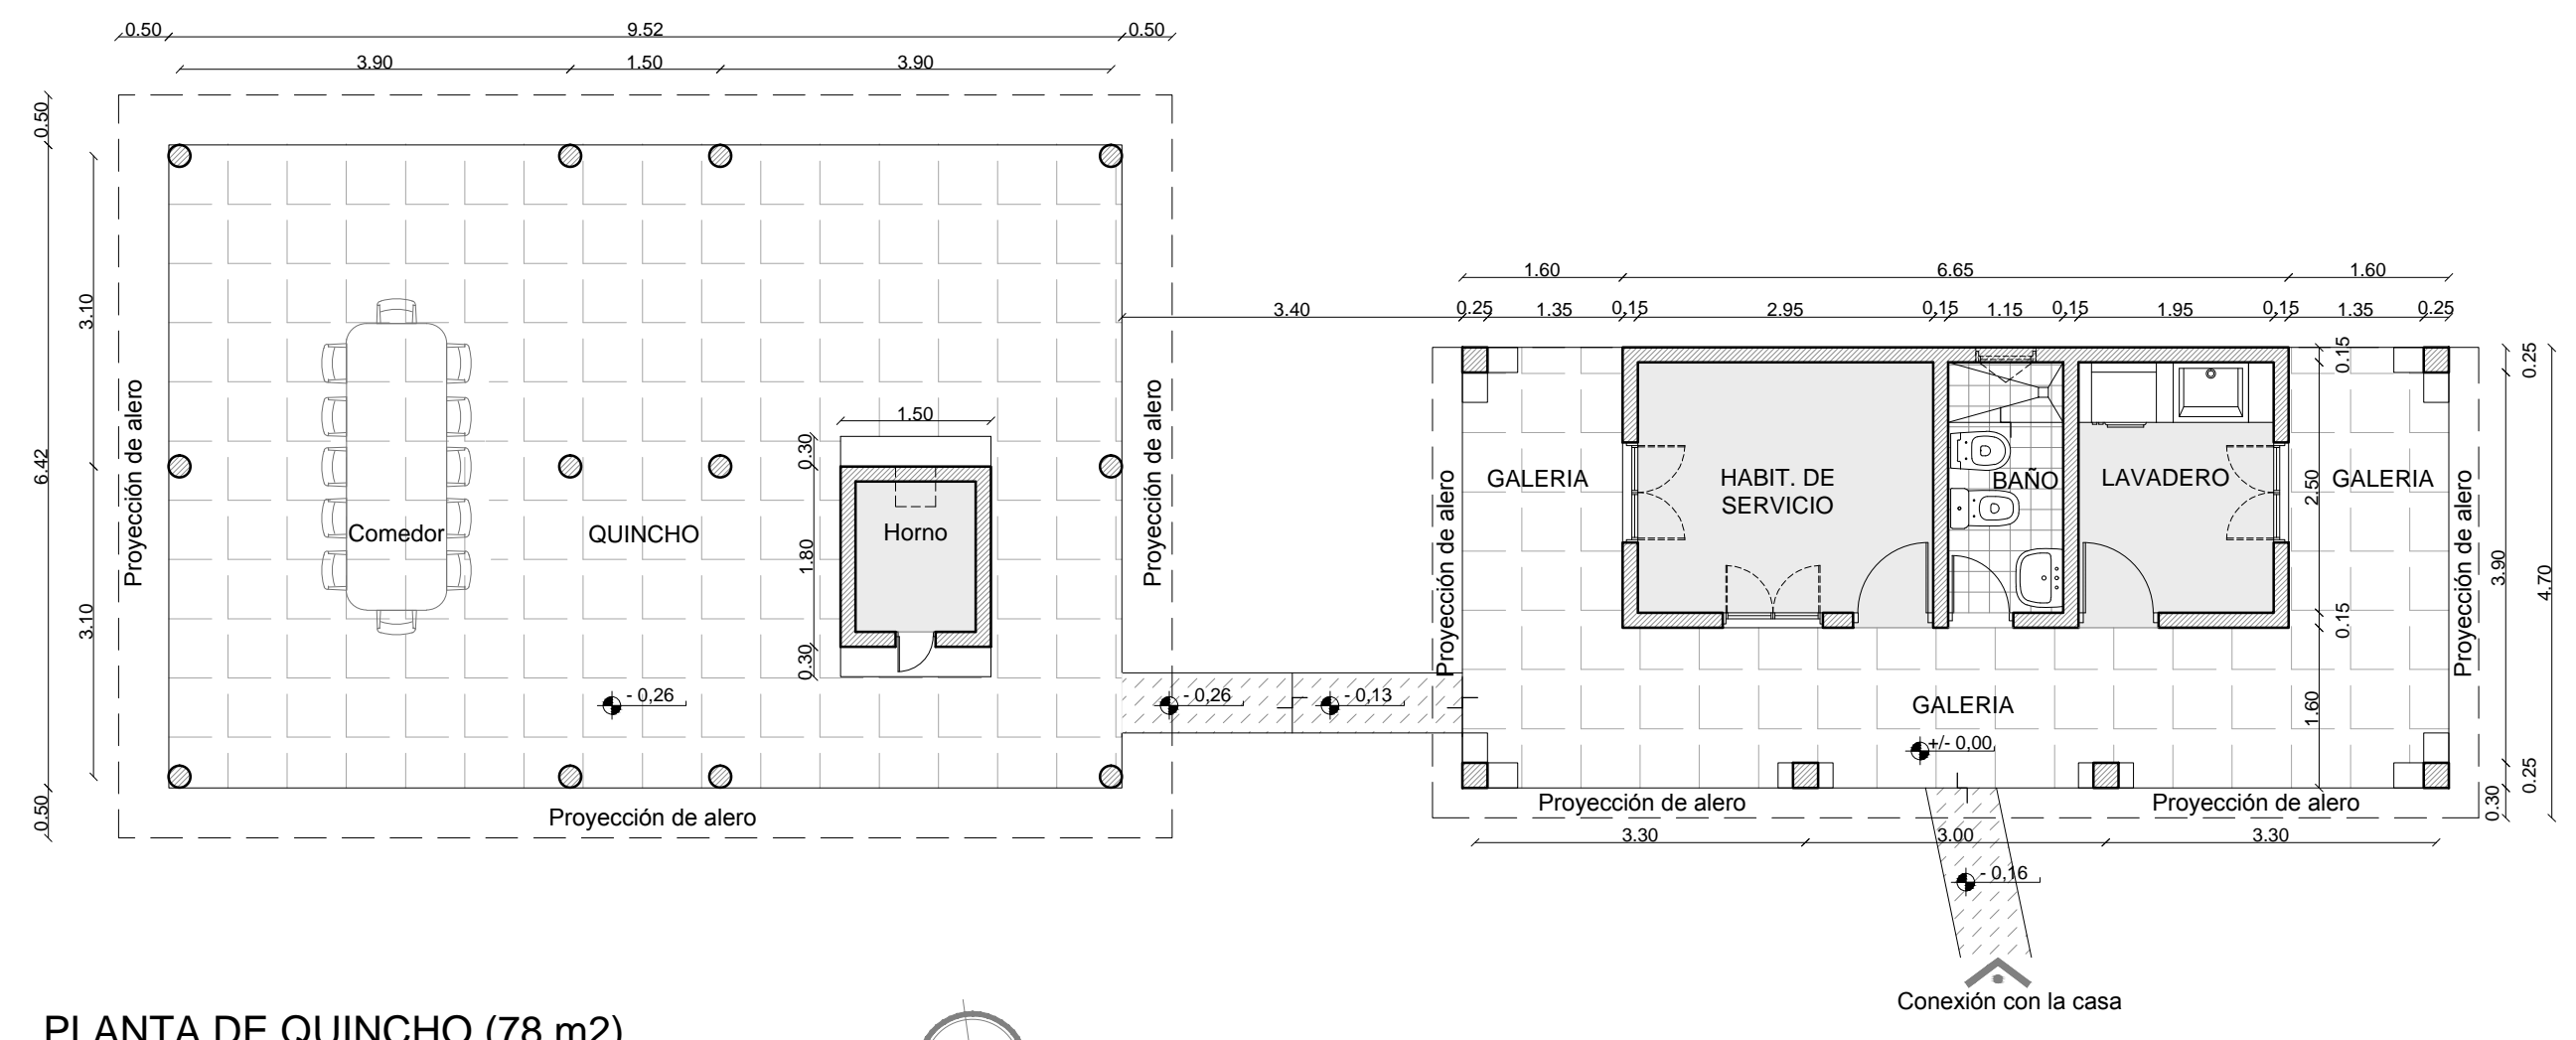 0.50 9.52 0.50
3.90 1.50 3.90
0.50
6.42
0.50
3.10
3.10
Proyección de alero
Comedor
QUINCHO
1.50
0.30
1.80
0.30
Horno
Proyección de alero
- 0,26
Proyección de alero
3.40
- 0,26
- 0,13
1.60 6.65 1.60
0.25 1.35 0.15 2.95 0.15 1.15 0.15 1.95 0.15 1.35 0.25
Proyección de alero
GALERIA
HABIT. DE
SERVICIO
BAÑO
LAVADERO
GALERIA
0.15
2.50
0.15
1.60
Proyección de alero
0.25
3.90
0.25
0.30
4.70
GALERIA
+/- 0,00
Proyección de alero
Proyección de alero
3.30 3.00 3.30
- 0,16
Conexión con la casa
PLANTA DE QUINCHO (78 m2)